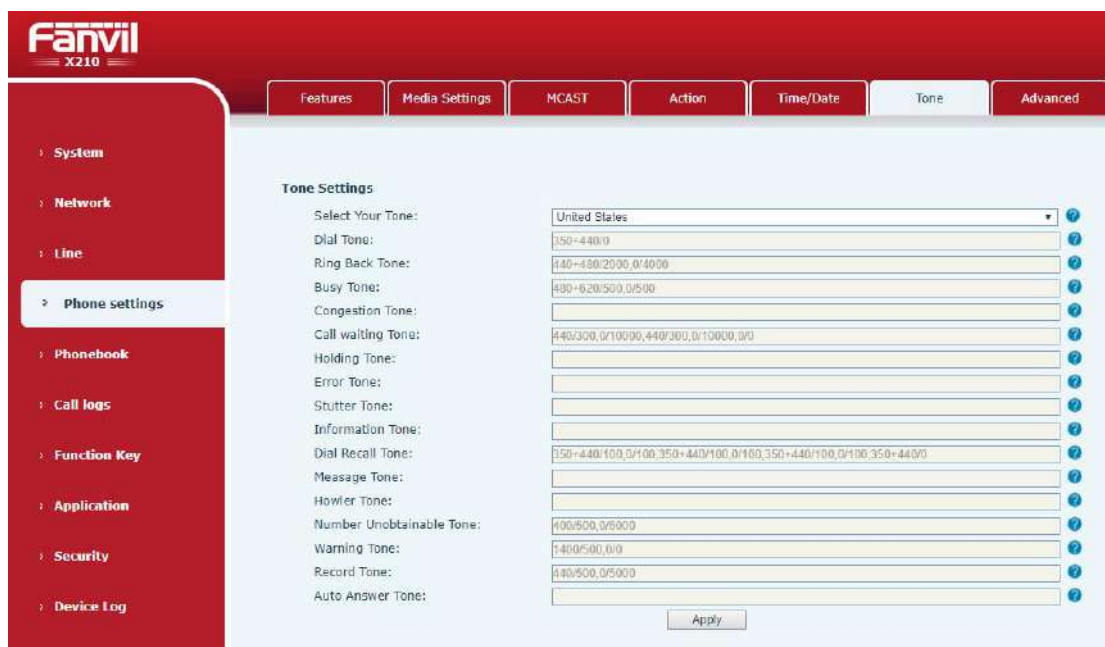 Fanvil
X210
Features
Media Settings
MCAST
Action
Time/Date
Tone
Advanced
System
Network
Line
Phone settings
Phonebook
Call logs
Function Key
Application
Security
Device Log
Tone Settings
Select Your Tone: United States
Dial Tone: 350+440/0
Ring Back Tone: 440+480/2000,0/4000
Busy Tone: 480+620/500,0/500
Congestion Tone:
Call waiting Tone: 440/300,0/10000,440/300,0/10000,0/0
Holding Tone:
Error Tone:
Stutter Tone:
Information Tone:
Dial Recall Tone: 350+440/100,0/100,350+440/100,0/100,350+440/100,0/100,350+440/0
Measage Tone:
Howler Tone:
Number Unobtainable Tone: 400/500,0/6000
Warning Tone: 1400/500,0/0
Record Tone: 440/500,0/5000
Auto Answer Tone:
Apply